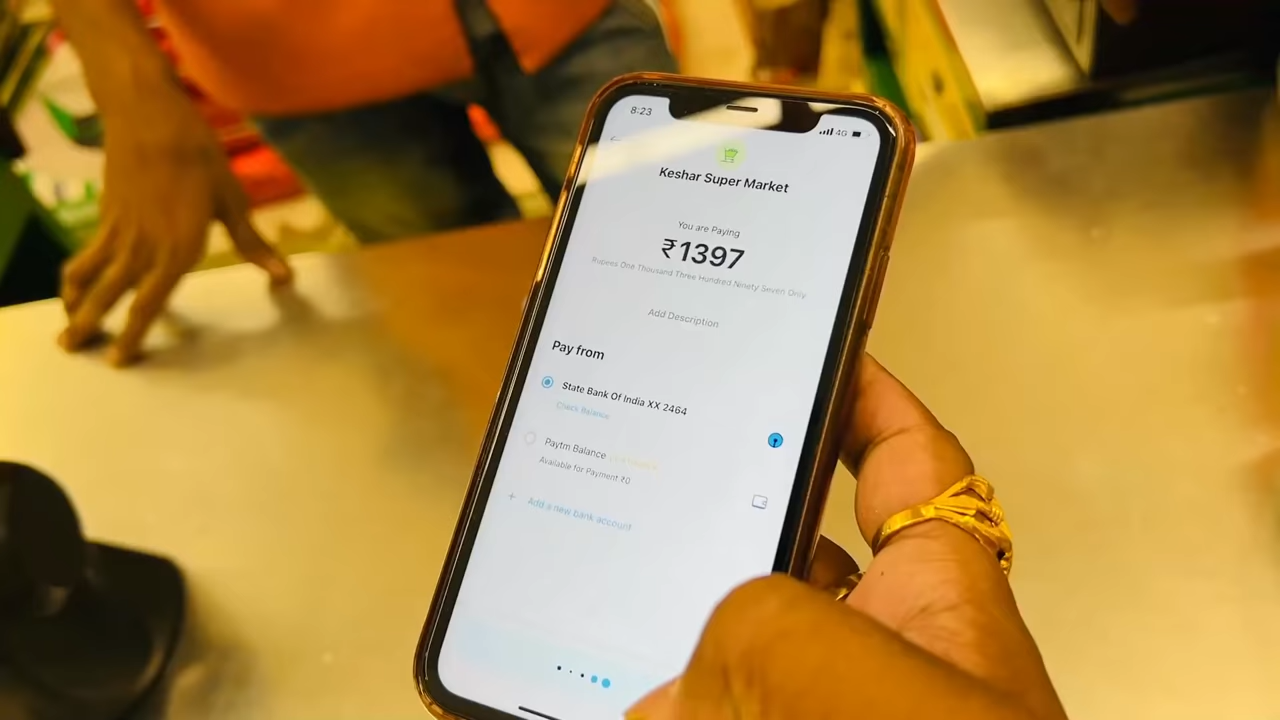 8:23
4G
Keshar Super Market
You are Paying
₹1397
Rupees One Thousand Three Hundred Ninety Seven Only
Add Description
Pay from
State Bank Of India XX 2464
Check Balance
Paytm Balance
Available for Payment ₹0
+ Add a new bank account